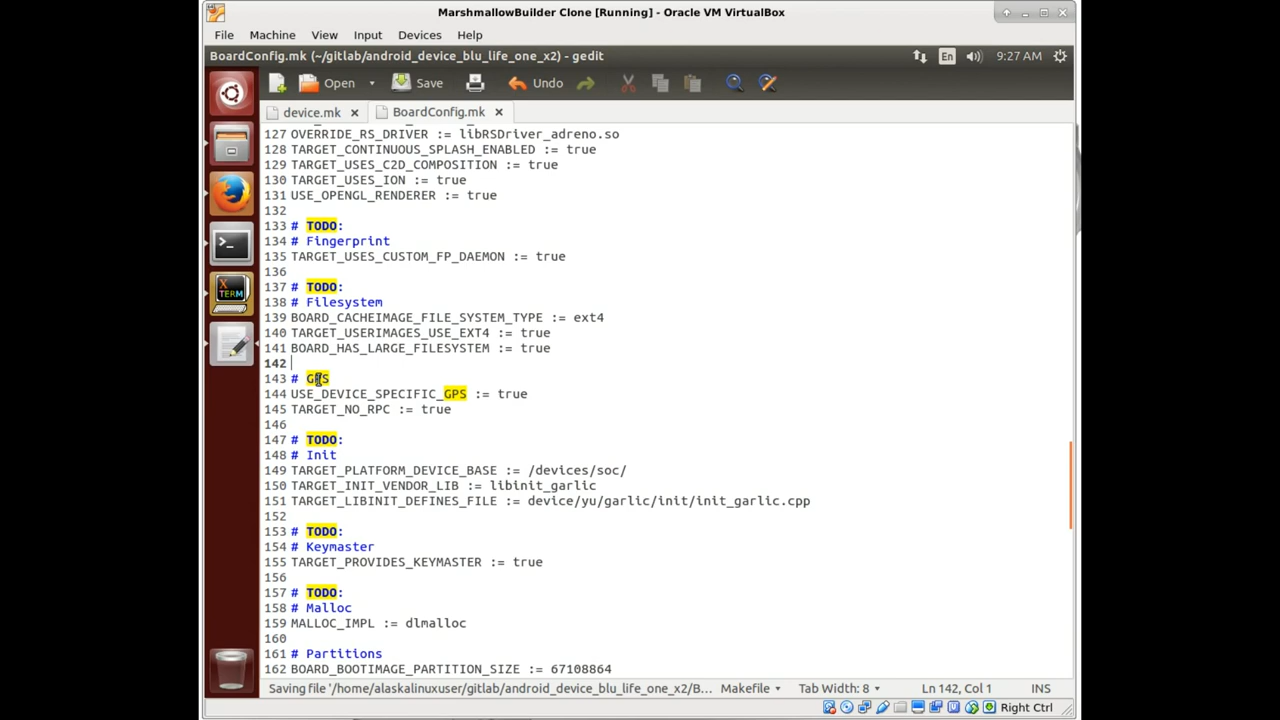 MarshmallowBuilder Clone [Running] - Oracle VM VirtualBox
File Machine View Input Devices Help
BoardConfig.mk (~/gitlab/android_device_blu_life_one_x2) - gedit En 9:27 AM
Open Save Undo
device.mk BoardConfig.mk
127 OVERRIDE_RS_DRIVER := libRSDriver_adreno.so
128 TARGET_CONTINUOUS_SPLASH_ENABLED := true
129 TARGET_USES_C2D_COMPOSITION := true
130 TARGET_USES_ION := true
131 USE_OPENGL_RENDERER := true
132
133 # TODO:
134 # Fingerprint
135 TARGET_USES_CUSTOM_FP_DAEMON := true
136
137 # TODO:
138 # Filesystem
139 BOARD_CACHEIMAGE_FILE_SYSTEM_TYPE := ext4
140 TARGET_USERIMAGES_USE_EXT4 := true
141 BOARD_HAS_LARGE_FILESYSTEM := true
142
143 # GPS
144 USE_DEVICE_SPECIFIC_GPS := true
145 TARGET_NO_RPC := true
146
147 # TODO:
148 # Init
149 TARGET_PLATFORM_DEVICE_BASE := /devices/soc/
150 TARGET_INIT_VENDOR_LIB := libinit_garlic
151 TARGET_LIBINIT_DEFINES_FILE := device/yu/garlic/init/init_garlic.cpp
152
153 # TODO:
154 # Keymaster
155 TARGET_PROVIDES_KEYMASTER := true
156
157 # TODO:
158 # Malloc
159 MALLOC_IMPL := dlmalloc
160
161 # Partitions
162 BOARD_BOOTIMAGE_PARTITION_SIZE := 67108864
Saving file '/home/alaskalinuxuser/gitlab/android_device_blu_life_one_x2/B... Makefile Tab Width: 8 Ln 142, Col 1 INS
Right Ctrl
X
TERM